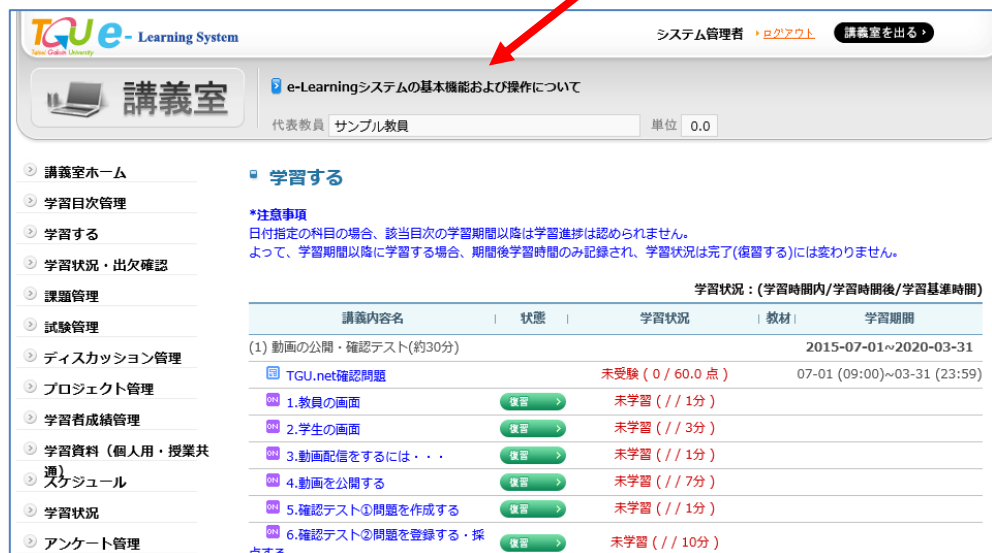 TGU e- Learning System
Taisei Gakuin University
システム管理者 ログアウト 講義室を出る
講義室
e-Learningシステムの基本機能および操作について
代表教員 サンプル教員 単位 0.0
講義室ホーム
学習目次管理
学習する
学習状況・出欠確認
課題管理
試験管理
ディスカッション管理
プロジェクト管理
学習者成績管理
学習資料（個人用・授業共
通）
スケジュール
学習状況
アンケート管理
学習する
*注意事項
日付指定の科目の場合、該当目次の学習期間以降は学習進捗は認められません。
よって、学習期間以降に学習する場合、期間後学習時間のみ記録され、学習状況は完了(復習する)には変わりません。
学習状況：(学習時間内/学習時間後/学習基準時間)
講義内容名 | 状態 | 学習状況 | 教材 | 学習期間
(1) 動画の公開・確認テスト(約30分) 2015-07-01~2020-03-31
TGU.net確認問題 未受験 ( 0 / 60.0 点 ) 07-01 (09:00)~03-31 (23:59)
ON 1.教員の画面 復習 未学習 ( / / 1分 )
ON 2.学生の画面 復習 未学習 ( / / 3分 )
ON 3.動画配信をするには・・・ 復習 未学習 ( / / 1分 )
ON 4.動画を公開する 復習 未学習 ( / / 7分 )
ON 5.確認テスト①問題を作成する 復習 未学習 ( / / 1分 )
ON 6.確認テスト②問題を登録する・採
点する 復習 未学習 ( / / 10分 )